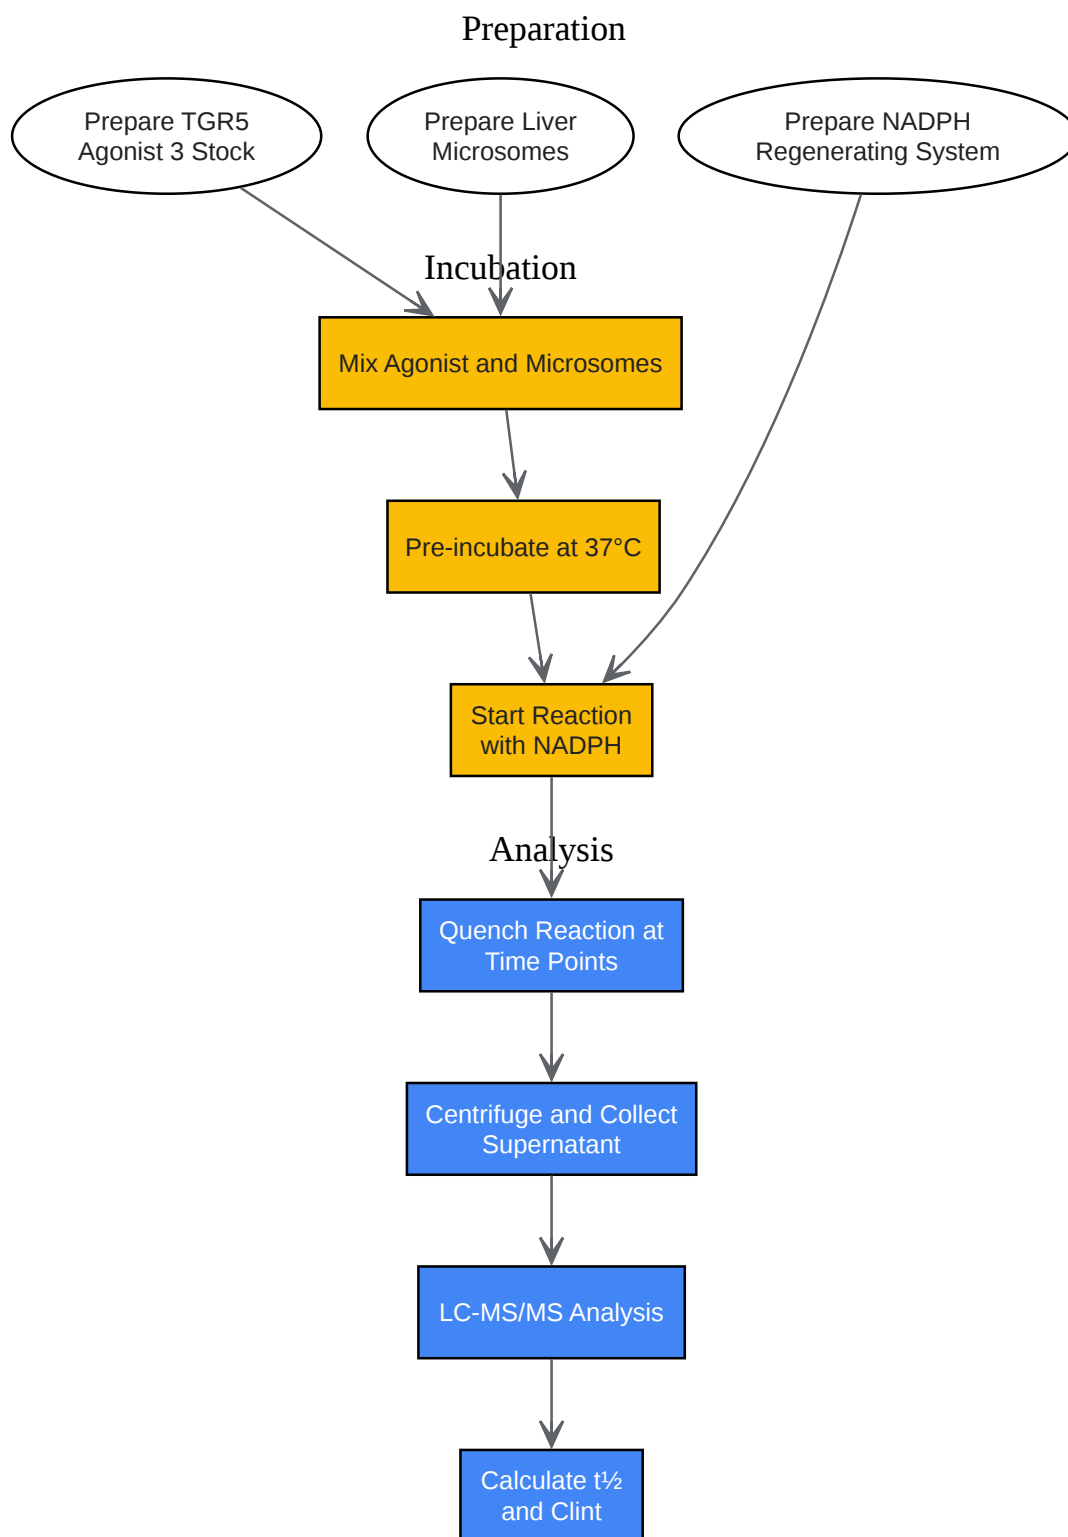 Preparation
Prepare TGR5
Agonist 3 Stock
Prepare Liver
Microsomes
Prepare NADPH
Regenerating System
Incubation
Mix Agonist and Microsomes
Pre-incubate at 37°C
Start Reaction
with NADPH
Analysis
Quench Reaction at
Time Points
Centrifuge and Collect
Supernatant
LC-MS/MS Analysis
Calculate t½
and Clint